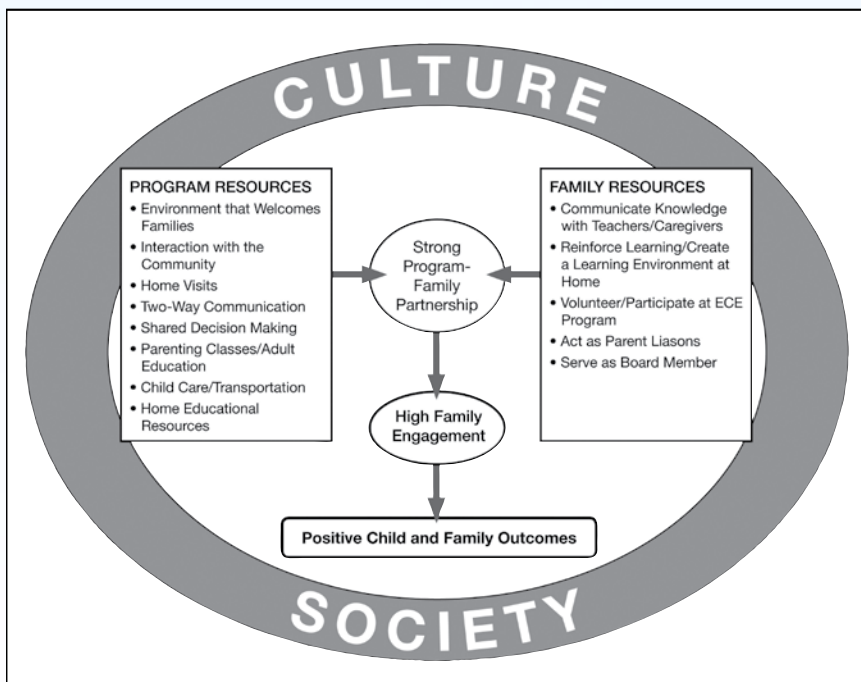 CULTURE
PROGRAM RESOURCES
• Environment that Welcomes
Families
• Interaction with the
Community
• Home Visits
• Two-Way Communication
• Shared Decision Making
• Parenting Classes/Adult
Education
• Child Care/Transportation
• Home Educational
Resources
Strong
Program-
Family
Partnership
High Family
Engagement
Positive Child and Family Outcomes
FAMILY RESOURCES
• Communicate Knowledge
with Teachers/Caregivers
• Reinforce Learning/Create
a Learning Environment at
Home
• Volunteer/Participate at ECE
Program
• Act as Parent Liasons
• Serve as Board Member
SOCIETY